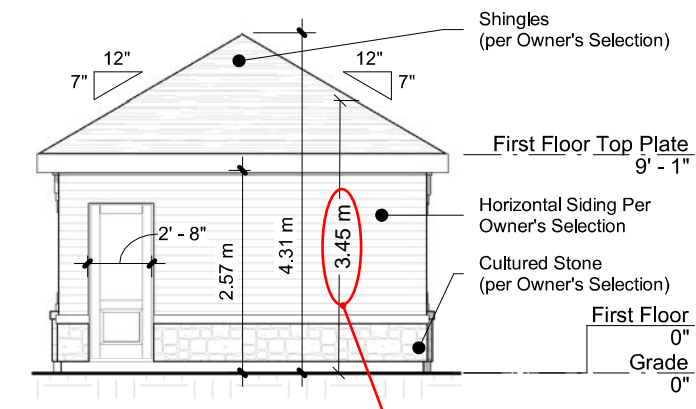 Shingles
(per Owner's Selection)
12"
7"
12"
7"
First Floor Top Plate
9' - 1"
Horizontal Siding Per
Owner's Selection
2' - 8"
2.57 m
4.31 m
3.45 m
Cultured Stone
(per Owner's Selection)
First Floor
0"
Grade
0"